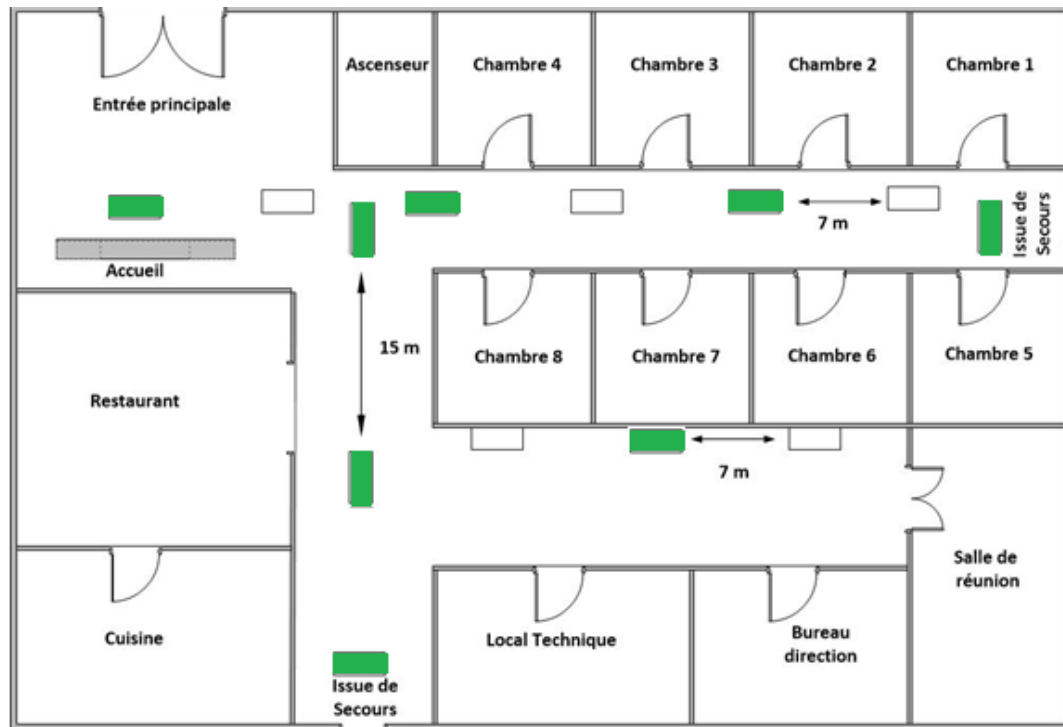 Ascenseur
Chambre 4
Chambre 3
Chambre 2
Chambre 1
Entrée principale
7 m
Issue de
Secours
Accueil
15 m
Chambre 8
Chambre 7
Chambre 6
Chambre 5
Restaurant
7 m
Salle de
réunion
Cuisine
Local Technique
Bureau
direction
Issue de
Secours